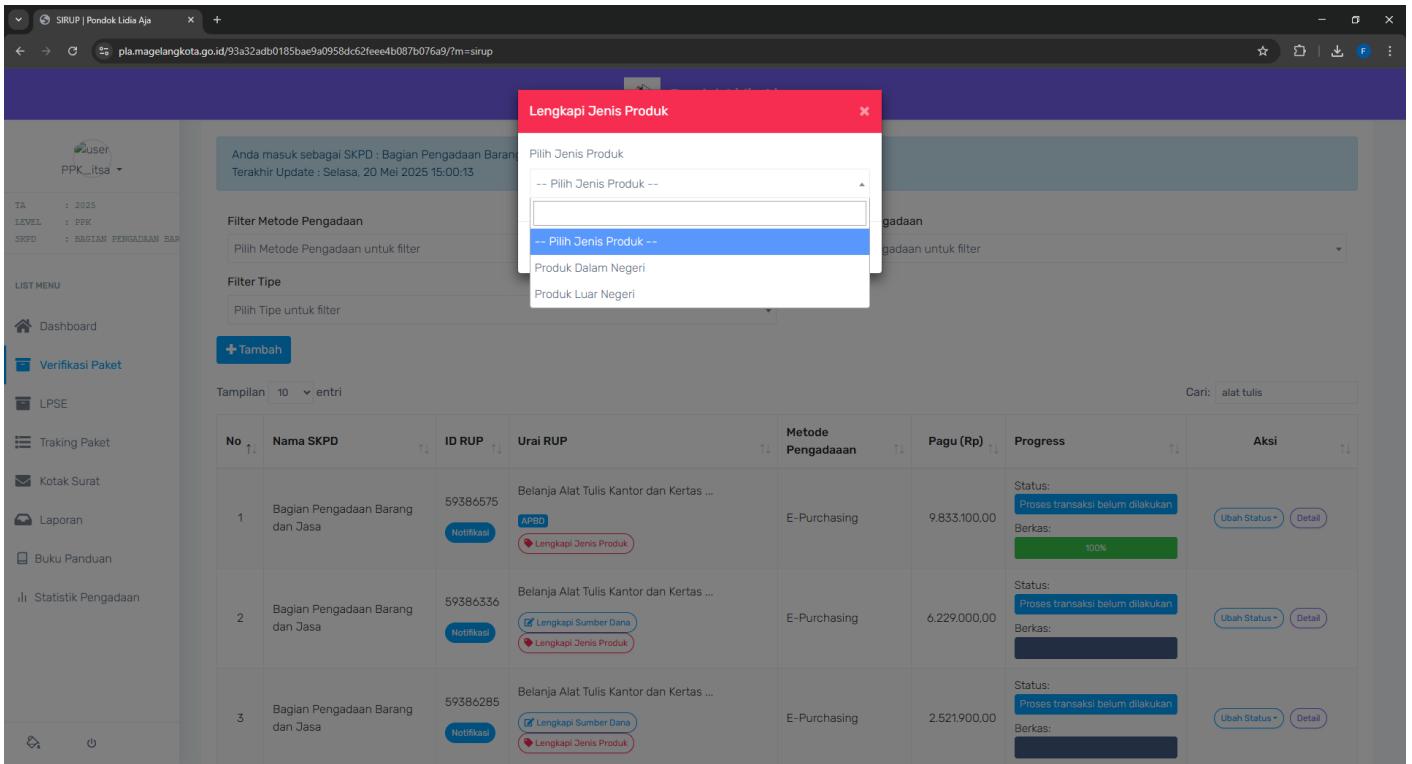 SIRUP | Pondok Lidia Aja
pla.magelangkota.go.id/93a32adb0185bae9a0958dc62feee4b087b076a9/?m=sirup
F
Lengkapi Jenis Produk ×
Pilih Jenis Produk
-- Pilih Jenis Produk --
-- Pilih Jenis Produk --
Produk Dalam Negeri
Produk Luar Negeri
user
PPK_itsa
TA : 2025
LEVEL : PPK
SKPD : BAGIAN PENGADAAN BAR
LIST MENU
Dashboard
Verifikasi Paket
LPSE
Traking Paket
Kotak Surat
Laporan
Buku Panduan
Statistik Pengadaan
Anda masuk sebagai SKPD : Bagian Pengadaan Barang
Terakhir Update : Selasa, 20 Mei 2025 15:00:13
Filter Metode Pengadaan gadaan
Pilih Metode Pengadaan untuk filter gadaan untuk filter
Filter Tipe
Pilih Tipe untuk filter
+ Tambah
Tampilan 10 entri Cari: alat tulis
No Nama SKPD ID RUP Urai RUP Metode Pengadaaan Pagu (Rp) Progress Aksi
1 Bagian Pengadaan Barang dan Jasa 59386575 Notifikasi
Belanja Alat Tulis Kantor dan Kertas ...
APBD
Lengkapi Jenis Produk
E-Purchasing 9.833.100,00
Status:
Proses transaksi belum dilakukan
Berkas:
100%
Ubah Status Detail
2 Bagian Pengadaan Barang dan Jasa 59386336 Notifikasi
Belanja Alat Tulis Kantor dan Kertas ...
Lengkapi Sumber Dana
Lengkapi Jenis Produk
E-Purchasing 6.229.000,00
Status:
Proses transaksi belum dilakukan
Berkas:
Ubah Status Detail
3 Bagian Pengadaan Barang dan Jasa 59386285 Notifikasi
Belanja Alat Tulis Kantor dan Kertas ...
Lengkapi Sumber Dana
Lengkapi Jenis Produk
E-Purchasing 2.521.900,00
Status:
Proses transaksi belum dilakukan
Berkas:
Ubah Status Detail